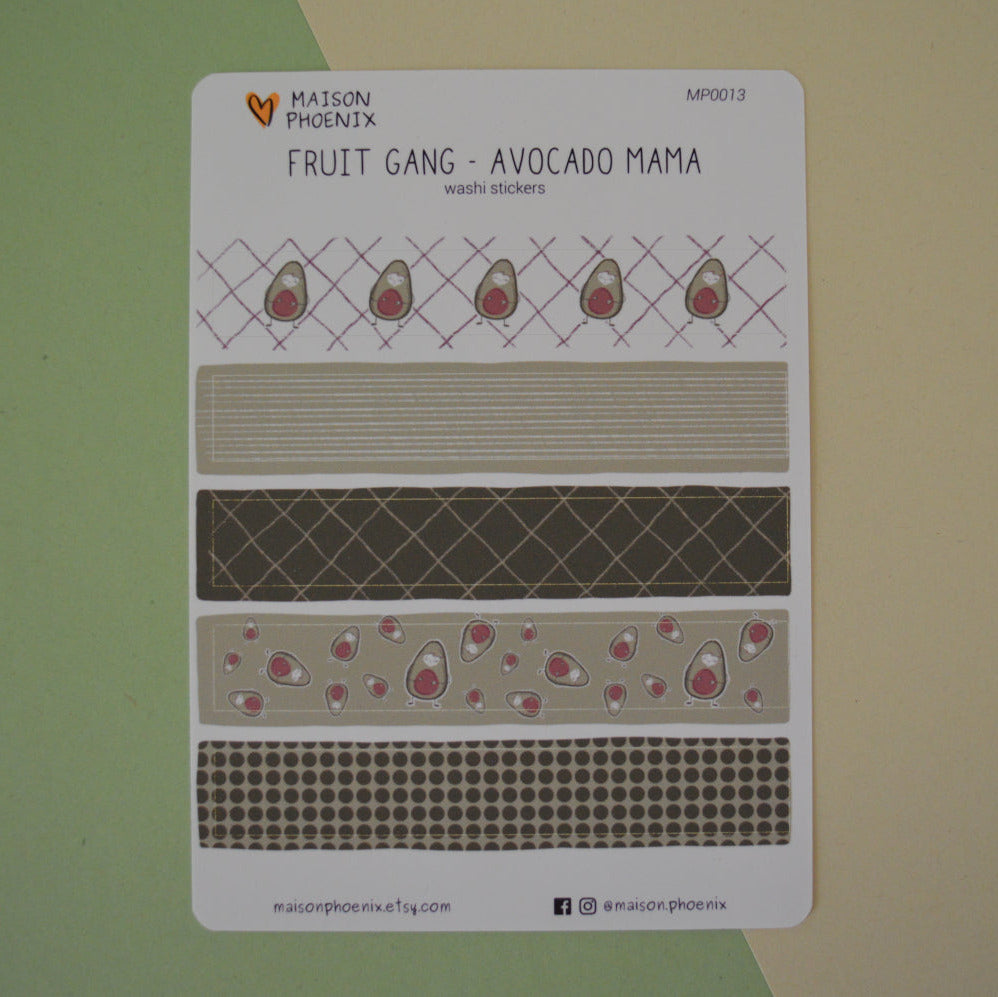 MAISON
PHOENIX
MP0013
FRUIT GANG - AVOCADO MAMA
washi stickers
maisonphoenix.etsy.com
@maison.phoenix